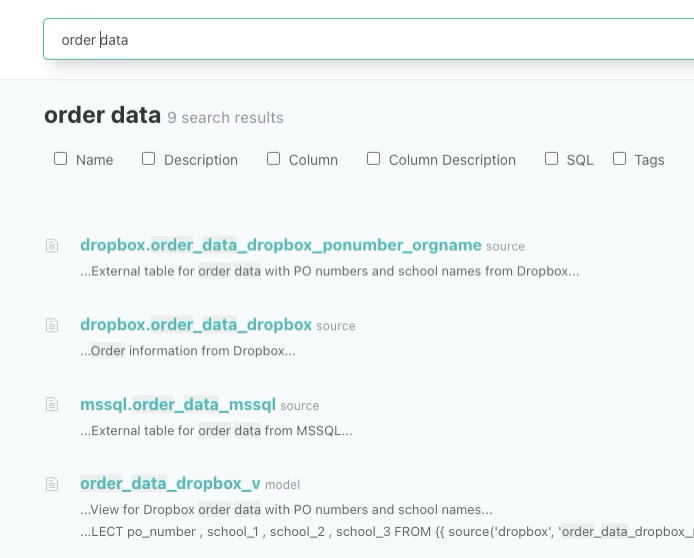 order data
order data 9 search results
Name Description Column Column Description SQL Tags
dropbox.order_data_dropbox_ponumber_orgname source
...External table for order data with PO numbers and school names from Dropbox...
dropbox.order_data_dropbox source
...Order information from Dropbox...
mssql.order_data_mssql source
...External table for order data from MSSQL...
order_data_dropbox_v model
...View for Dropbox order data with PO numbers and school names...
...LECT po_number , school_1 , school_2 , school_3 FROM {{ source('dropbox', 'order_data_dropbox_p